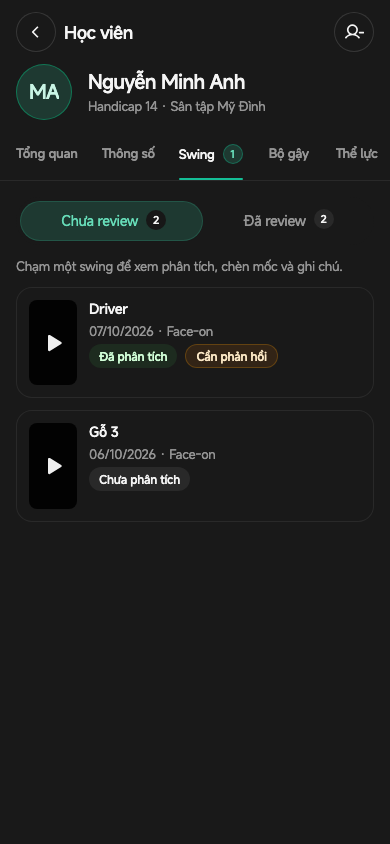 Học viên
MA
Nguyễn Minh Anh
Handicap 14 · Sân tập Mỹ Đình
Tổng quan Thông số Swing 1 Bộ gậy Thể lực
Chưa review 2 Đã review 2
Chạm một swing để xem phân tích, chèn mốc và ghi chú.
Driver
07/10/2026 · Face-on
Đã phân tích Cần phản hồi
Gỗ 3
06/10/2026 · Face-on
Chưa phân tích